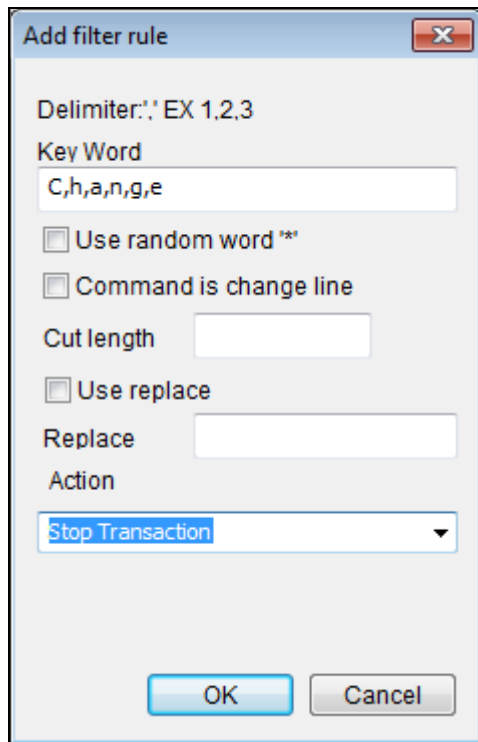 Add filter rule
Delimiter:',' EX 1,2,3
Key Word
C,h,a,n,g,e
Use random word '*'
Command is change line
Cut length
Use replace
Replace
Action
Stop Transaction
OK Cancel